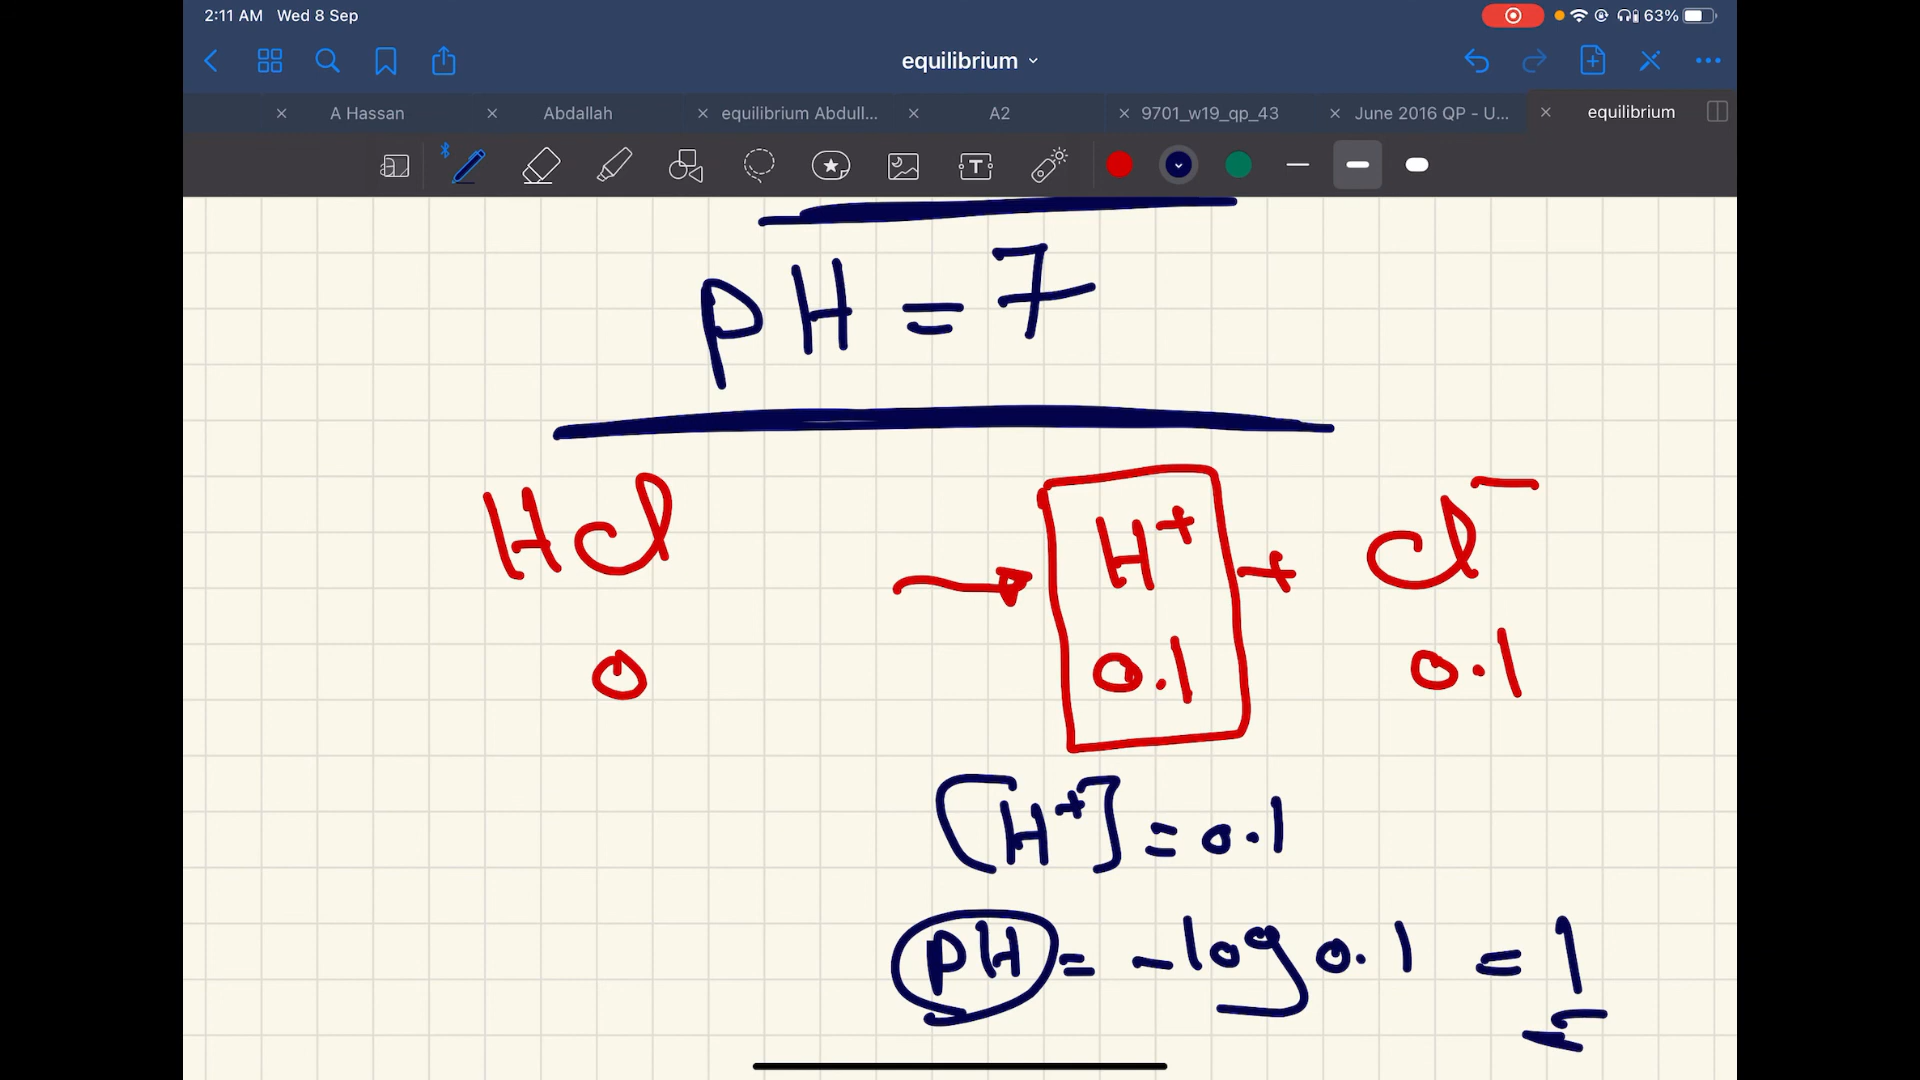 2:11 AM Wed 8 Sep 63%
equilibrium
A Hassan Abdallah equilibrium Abdull... A2 9701_w19_qp_43 June 2016 QP - U... equilibrium
pH = 7
HCl → H⁺ + Cl⁻
0 0.1 0.1
[H⁺] = 0.1
pH = -log 0.1 = 1